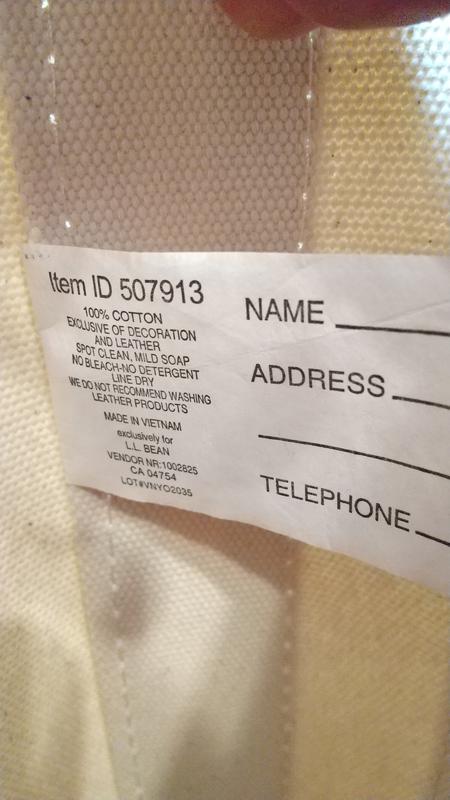 Item ID 507913
100% COTTON
EXCLUSIVE OF DECORATION
AND LEATHER
SPOT CLEAN, MILD SOAP
NO BLEACH-NO DETERGENT
LINE DRY
WE DO NOT RECOMMEND WASHING
LEATHER PRODUCTS
MADE IN VIETNAM
exclusively for
L.L. BEAN
VENDOR NR:1002825
CA 04754
LOT#VNYO2035
NAME
ADDRESS
TELEPHONE